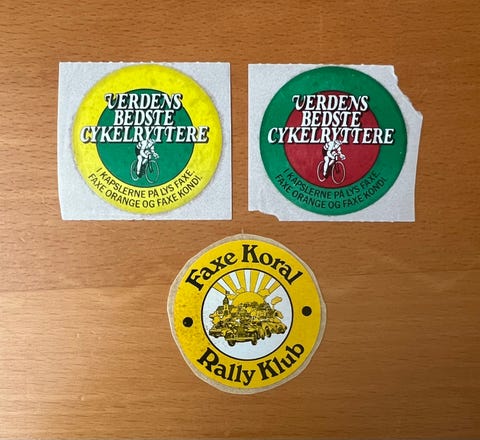 VERDENS
BEDSTE
CYKELRYTTERE
I KAPSLERNE PÅ LYS FAXE,
FAXE ORANGE OG FAXE KONDI.
VERDENS
BEDSTE
CYKELRYTTERE
I KAPSLERNE PÅ LYS FAXE,
FAXE ORANGE OG FAXE KONDI.
Faxe Koral
Rally Klub